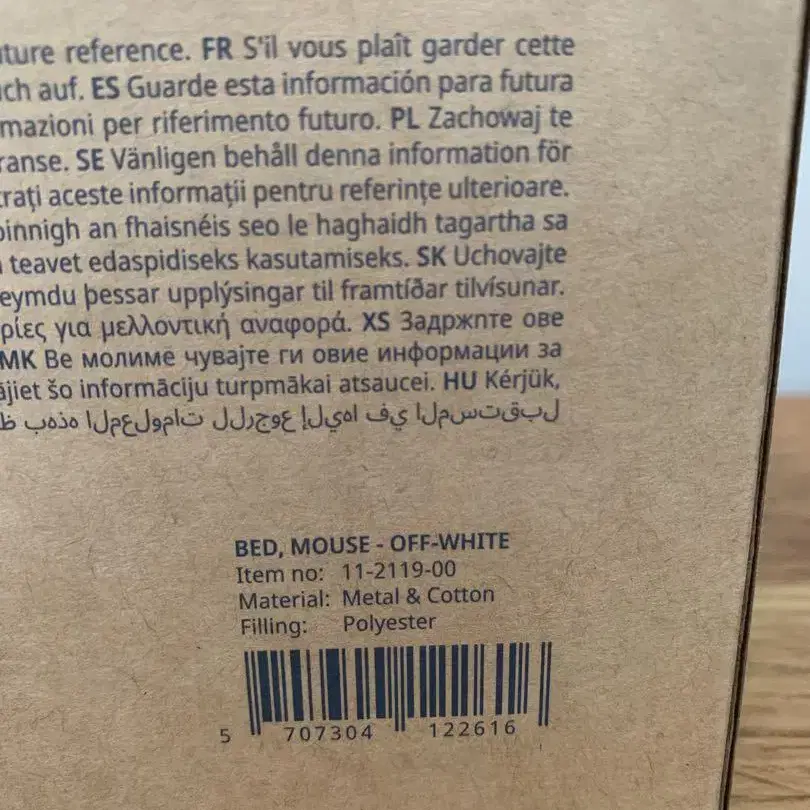 uture reference. FR S'il vous plaît garder cette
ch auf. ES Guarde esta información para futura
mazioni per riferimento futuro. PL Zachowaj te
ranse. SE Vänligen behåll denna information för
trați aceste informații pentru referințe ulterioare.
oinnigh an fhaisnéis seo le haghaidh tagartha sa
teavet edaspidiseks kasutamiseks. SK Uchovajte
eymdu þessar upplýsingar til framtíðar tilvísunar.
ρίες για μελλοντική αναφορά. XS Задржпте ове
MK Ве молиме чувајте ги овие информации за
ājiet šo informāciju turpmākai atsaucei. HU Kérjük,
ظ بهذه المعلومات للرجوع إليها في المستقبل
BED, MOUSE - OFF-WHITE
Item no: 11-2119-00
Material: Metal & Cotton
Filling: Polyester
5 707304 122616